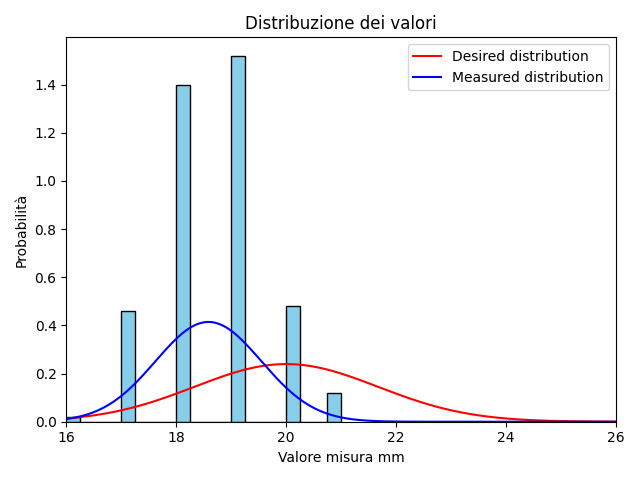 Distribuzione dei valori
Desired distribution
Measured distribution
Probabilità
1.4
1.2
1.0
0.8
0.6
0.4
0.2
0.0
16 18 20 22 24 26
Valore misura mm